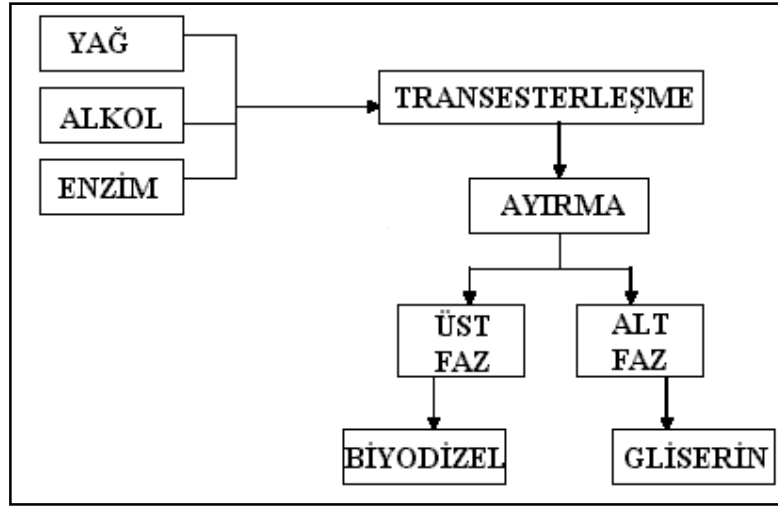 YAĞ
ALKOL
ENZİM
TRANSESTERLEŞME
AYIRMA
ÜST
FAZ
ALT
FAZ
BİYODİZEL
GLİSERİN